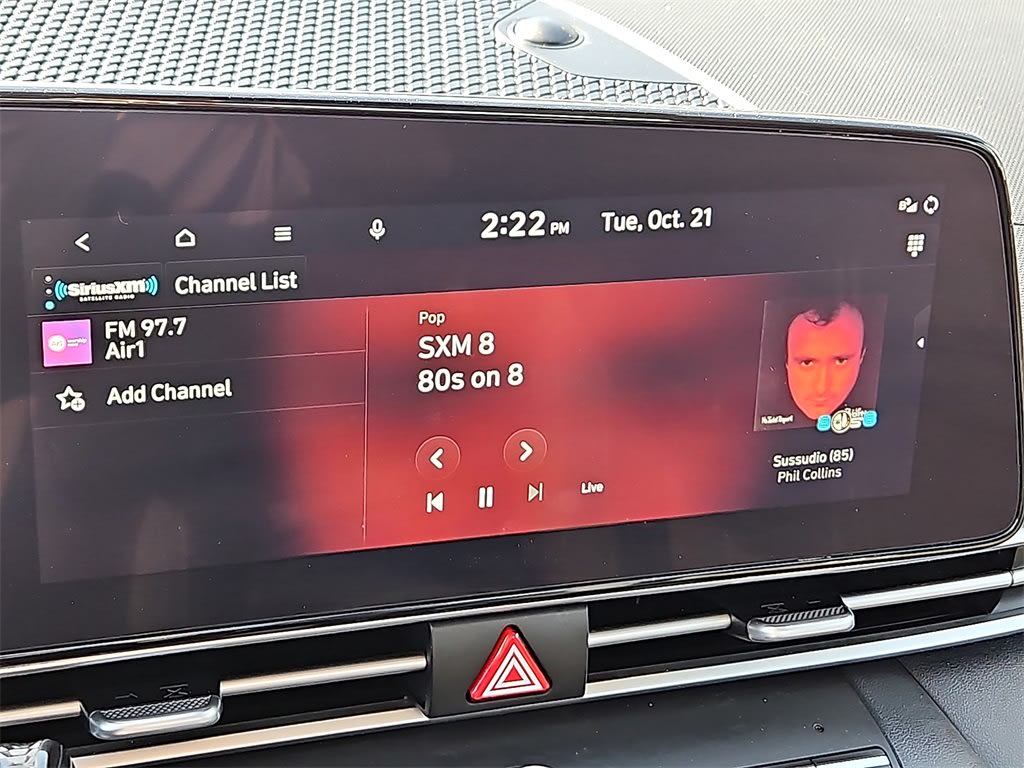 2:22 PM Tue, Oct. 21
SiriusXM
SATELLITE RADIO
Channel List
FM 97.7
Air1
Add Channel
Pop
SXM 8
80s on 8
Live
Sussudio (85)
Phil Collins